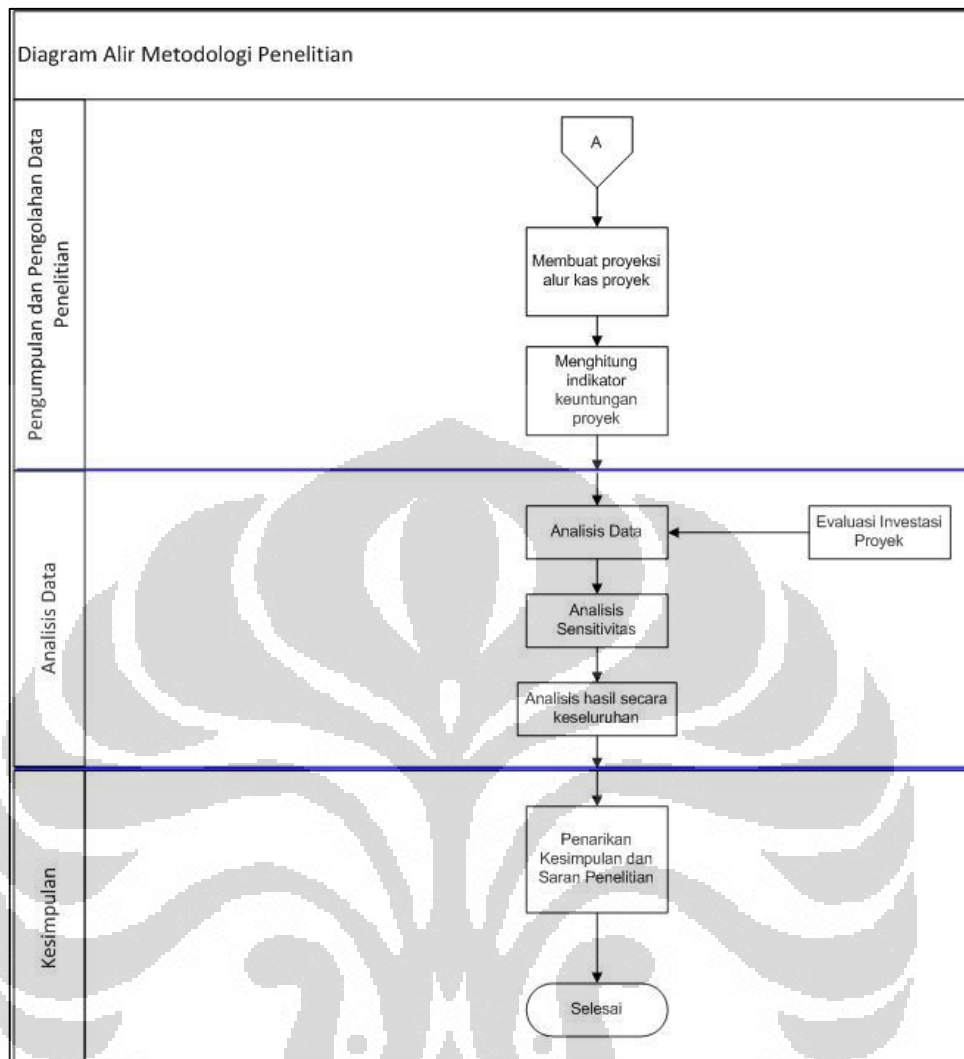 Diagram Alir Metodologi Penelitian
Pengumpulan dan Pengolahan Data
Penelitian
A
Membuat proyeksi
alur kas proyek
Menghitung
indikator
keuntungan
proyek
Analisis Data
Analisis Data
Evaluasi Investasi
Proyek
Analisis
Sensitivitas
Analisis hasil secara
keseluruhan
Kesimpulan
Penarikan
Kesimpulan dan
Saran Penelitian
Selesai